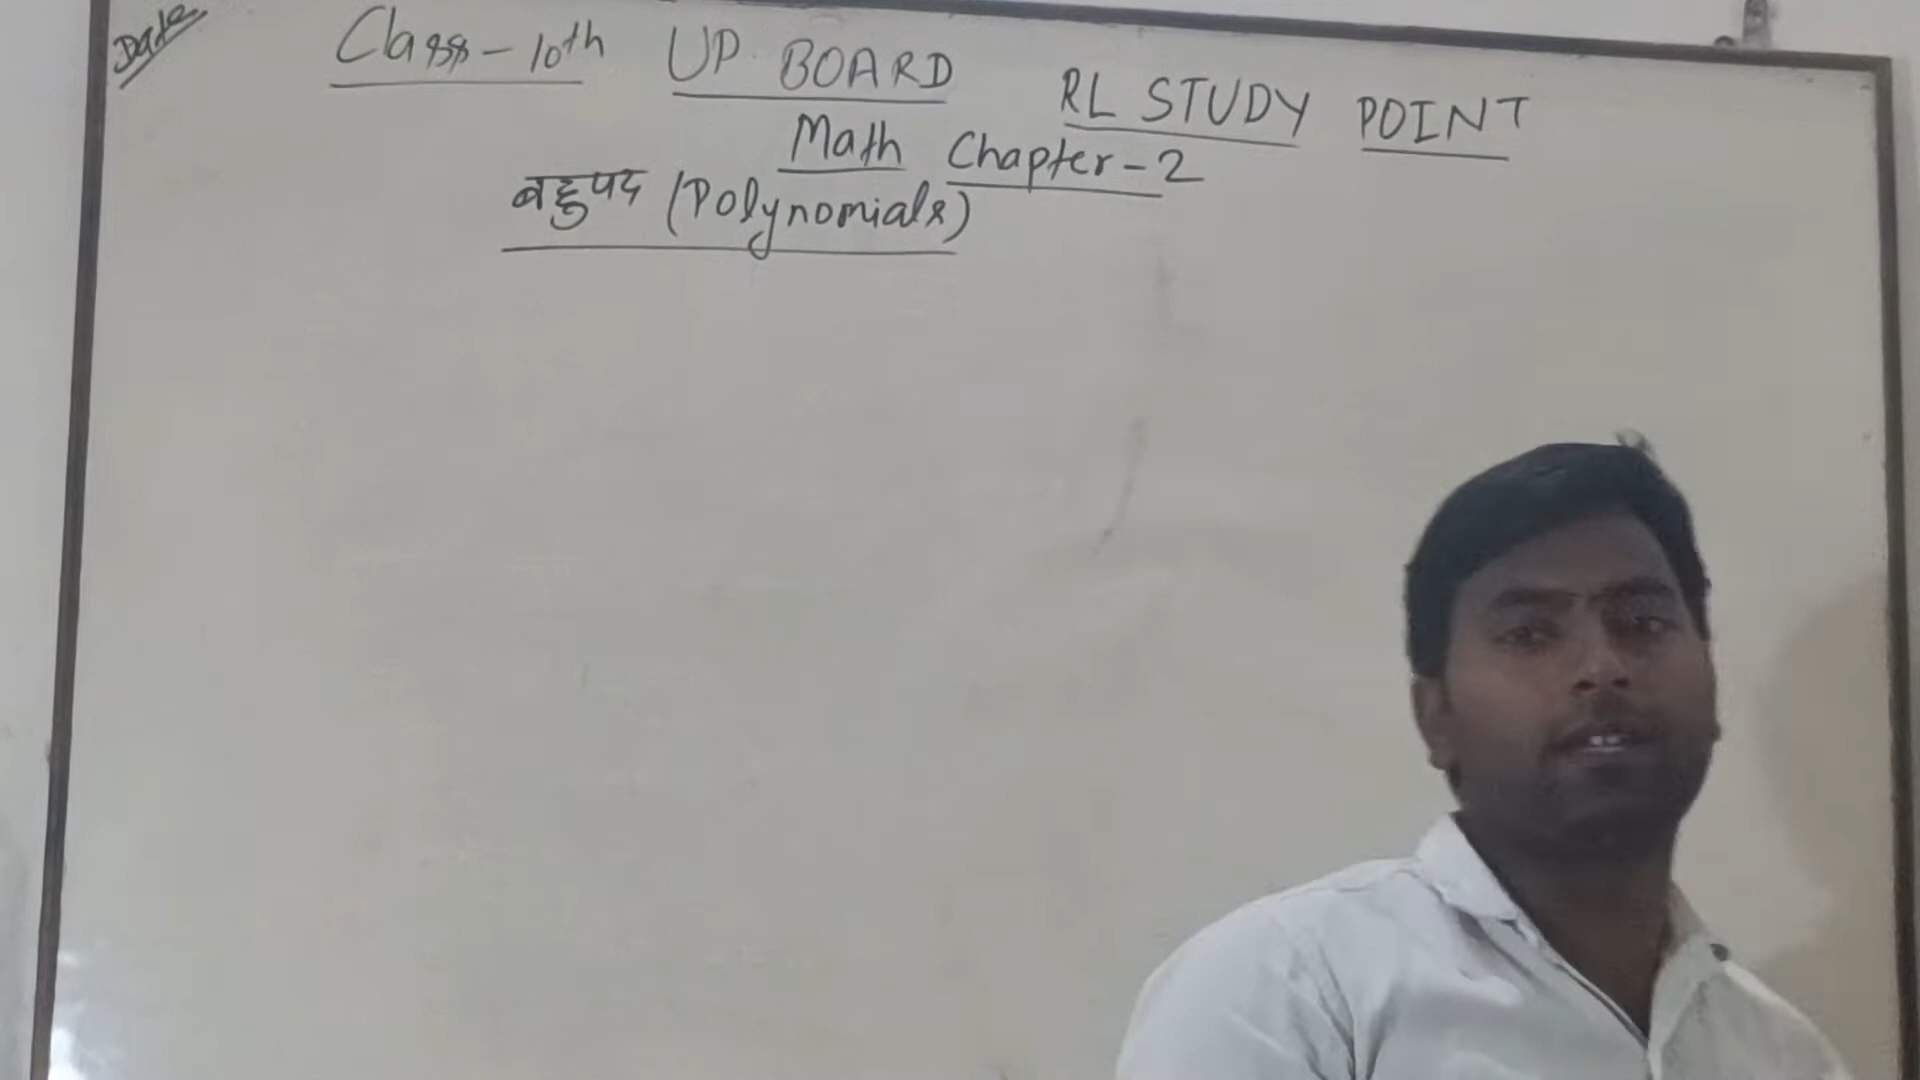 Date
Class-10th UP BOARD RL STUDY POINT
Math Chapter-2
बहुपद (Polynomials)